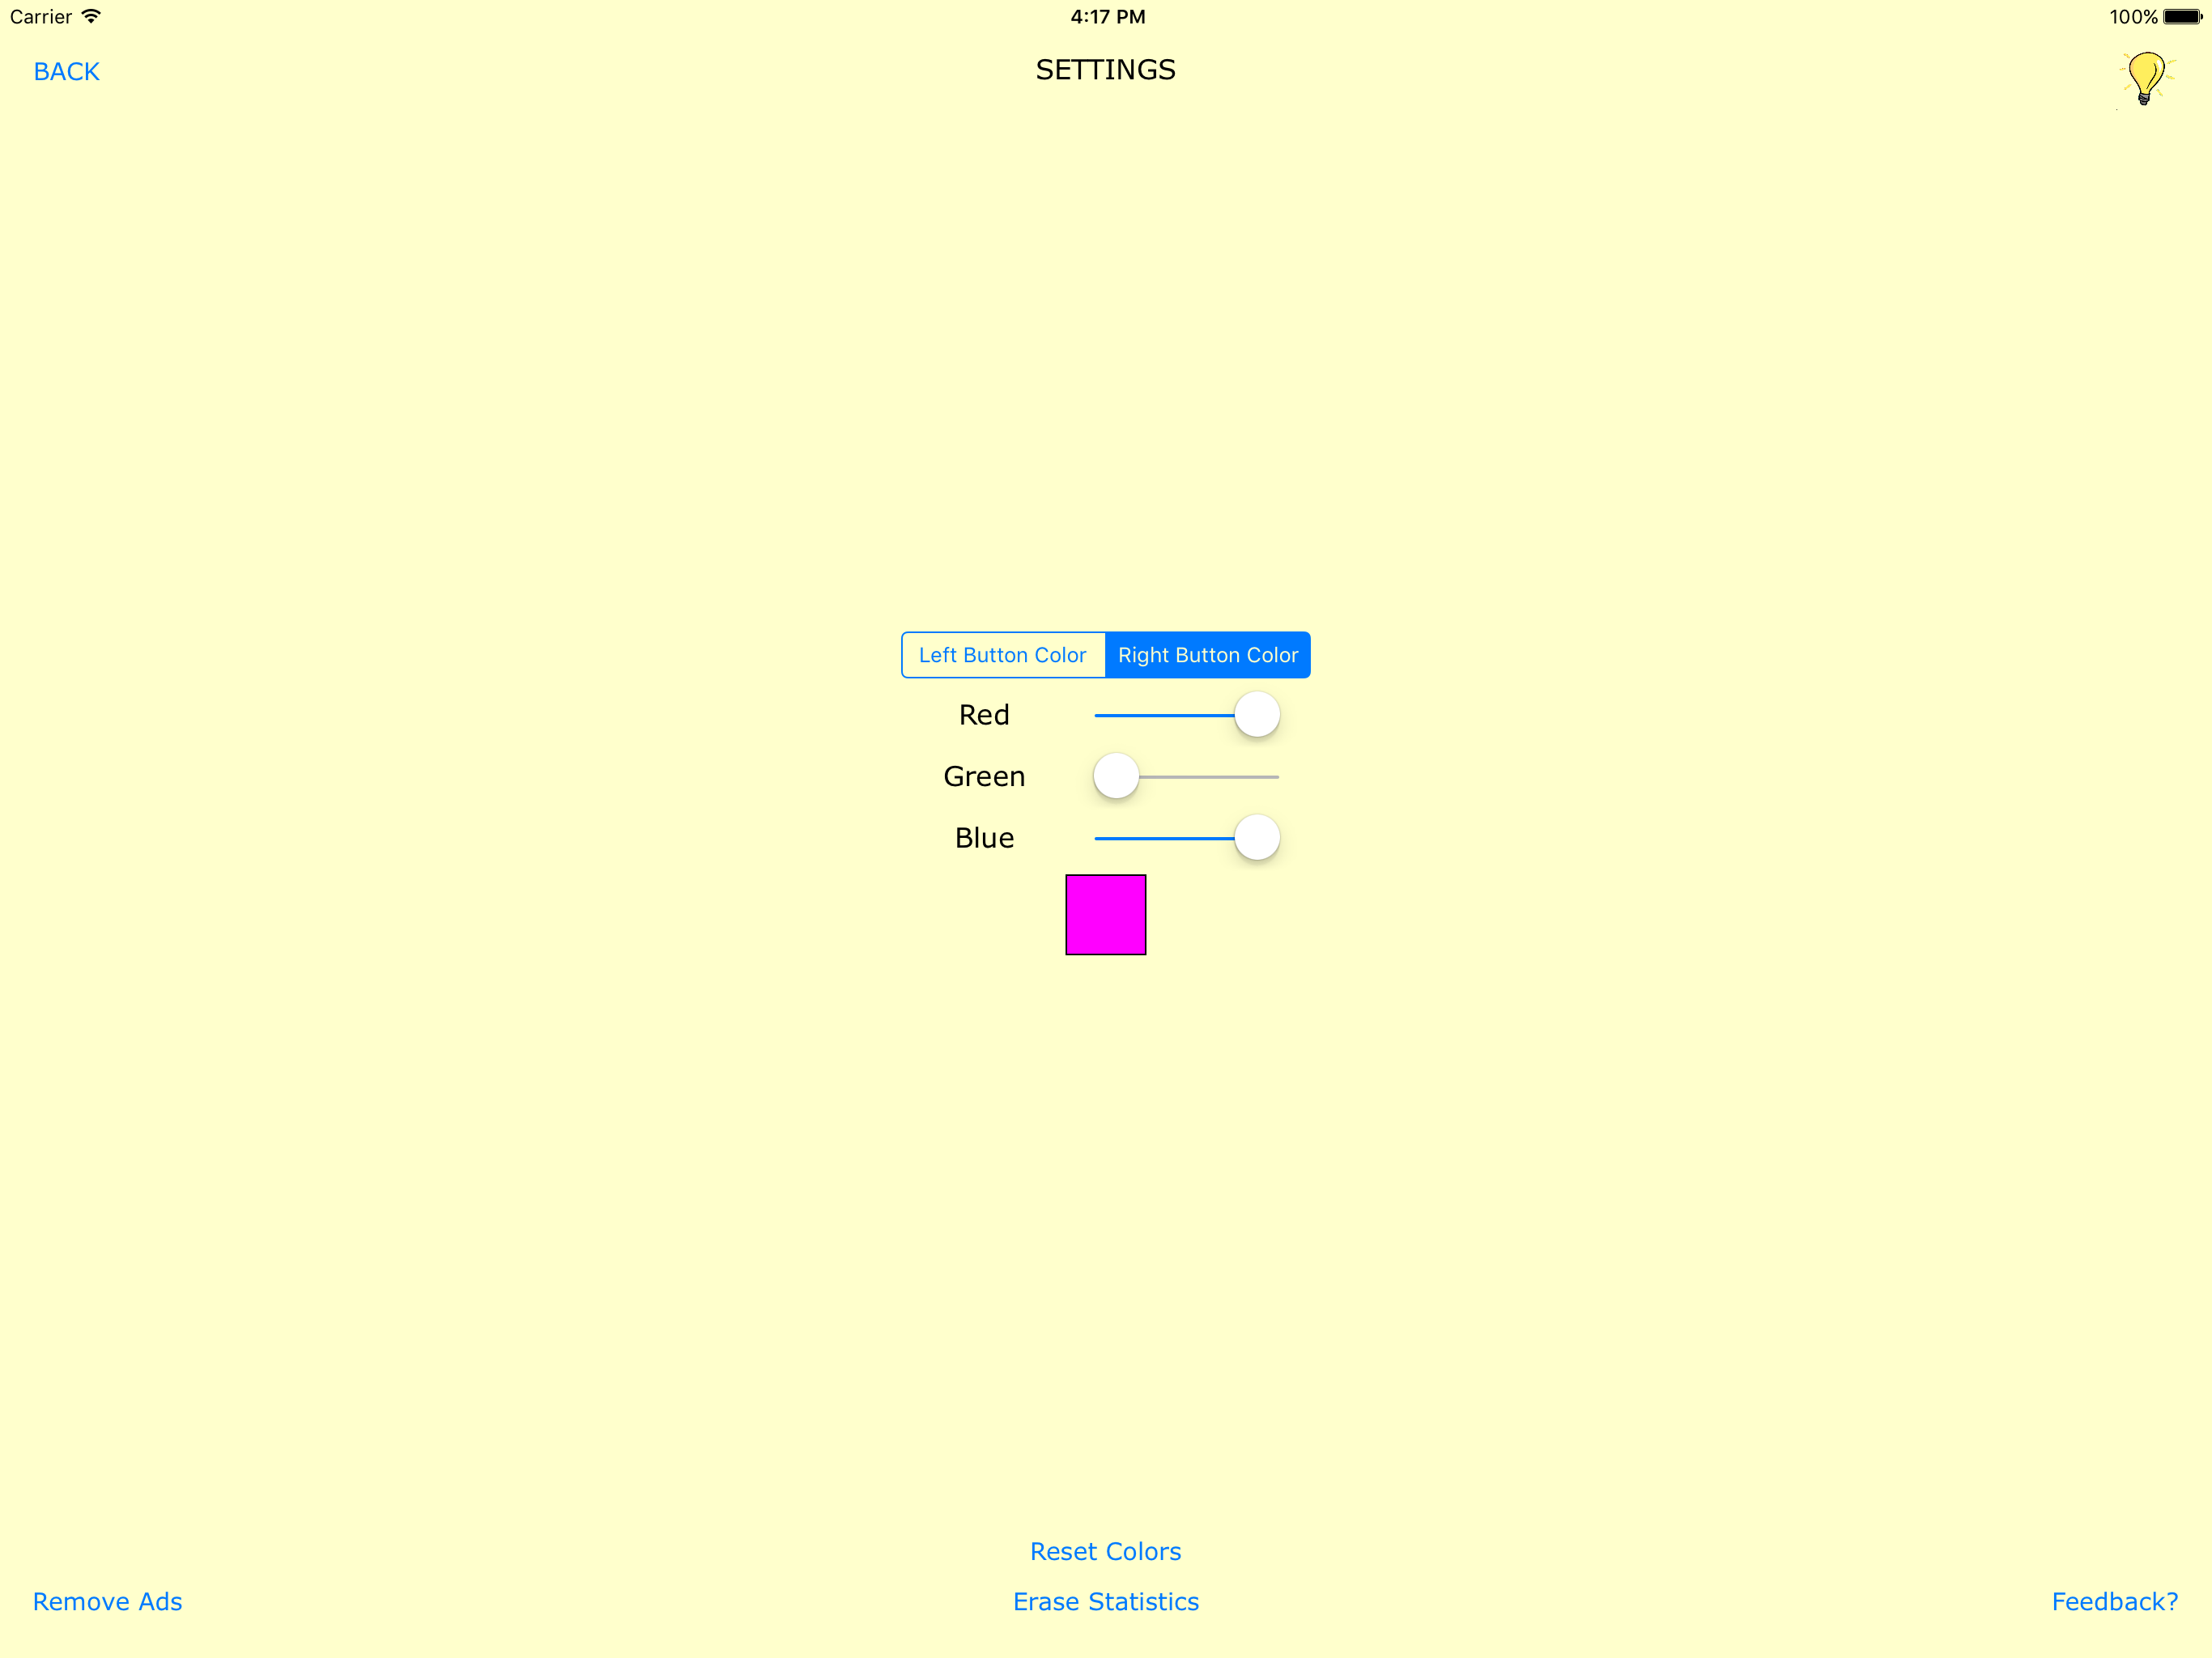 Carrier 4:17 PM 100%
BACK SETTINGS
Left Button Color Right Button Color
Red
Green
Blue
Reset Colors
Remove Ads Erase Statistics Feedback?